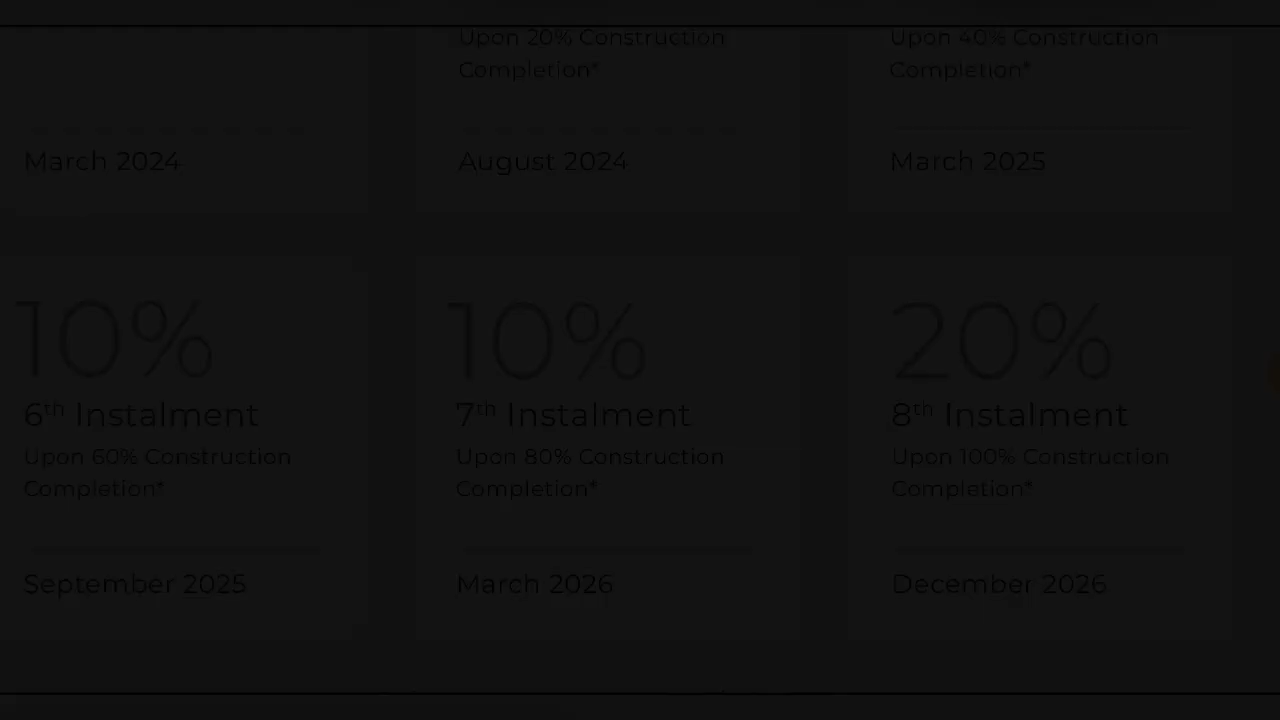 Upon 20% Construction
Completion*
August 2024
Upon 40% Construction
Completion*
March 2025
March 2024
10%
6th Instalment
Upon 60% Construction
Completion*
September 2025
10%
7th Instalment
Upon 80% Construction
Completion*
March 2026
20%
8th Instalment
Upon 100% Construction
Completion*
December 2026